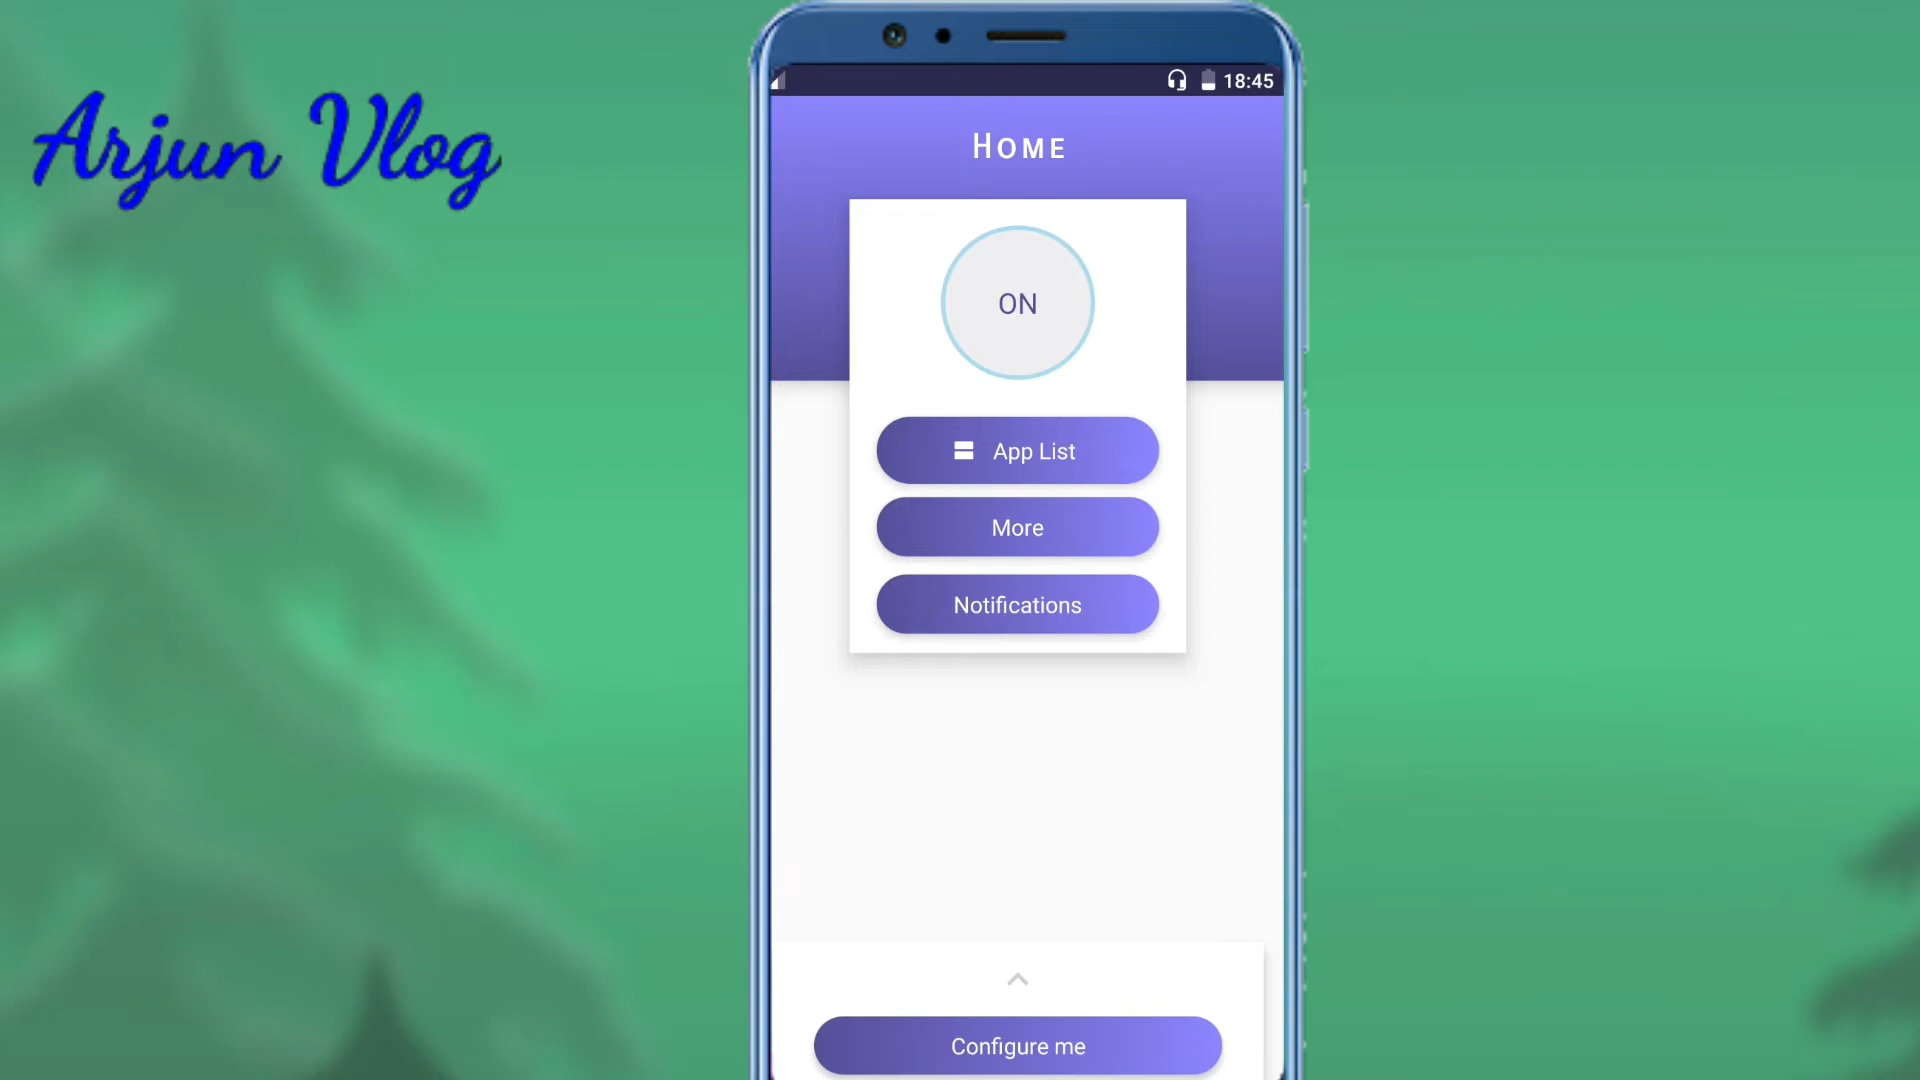 Arjun Vlog
18:45
HOME
ON
App List
More
Notifications
Configure me